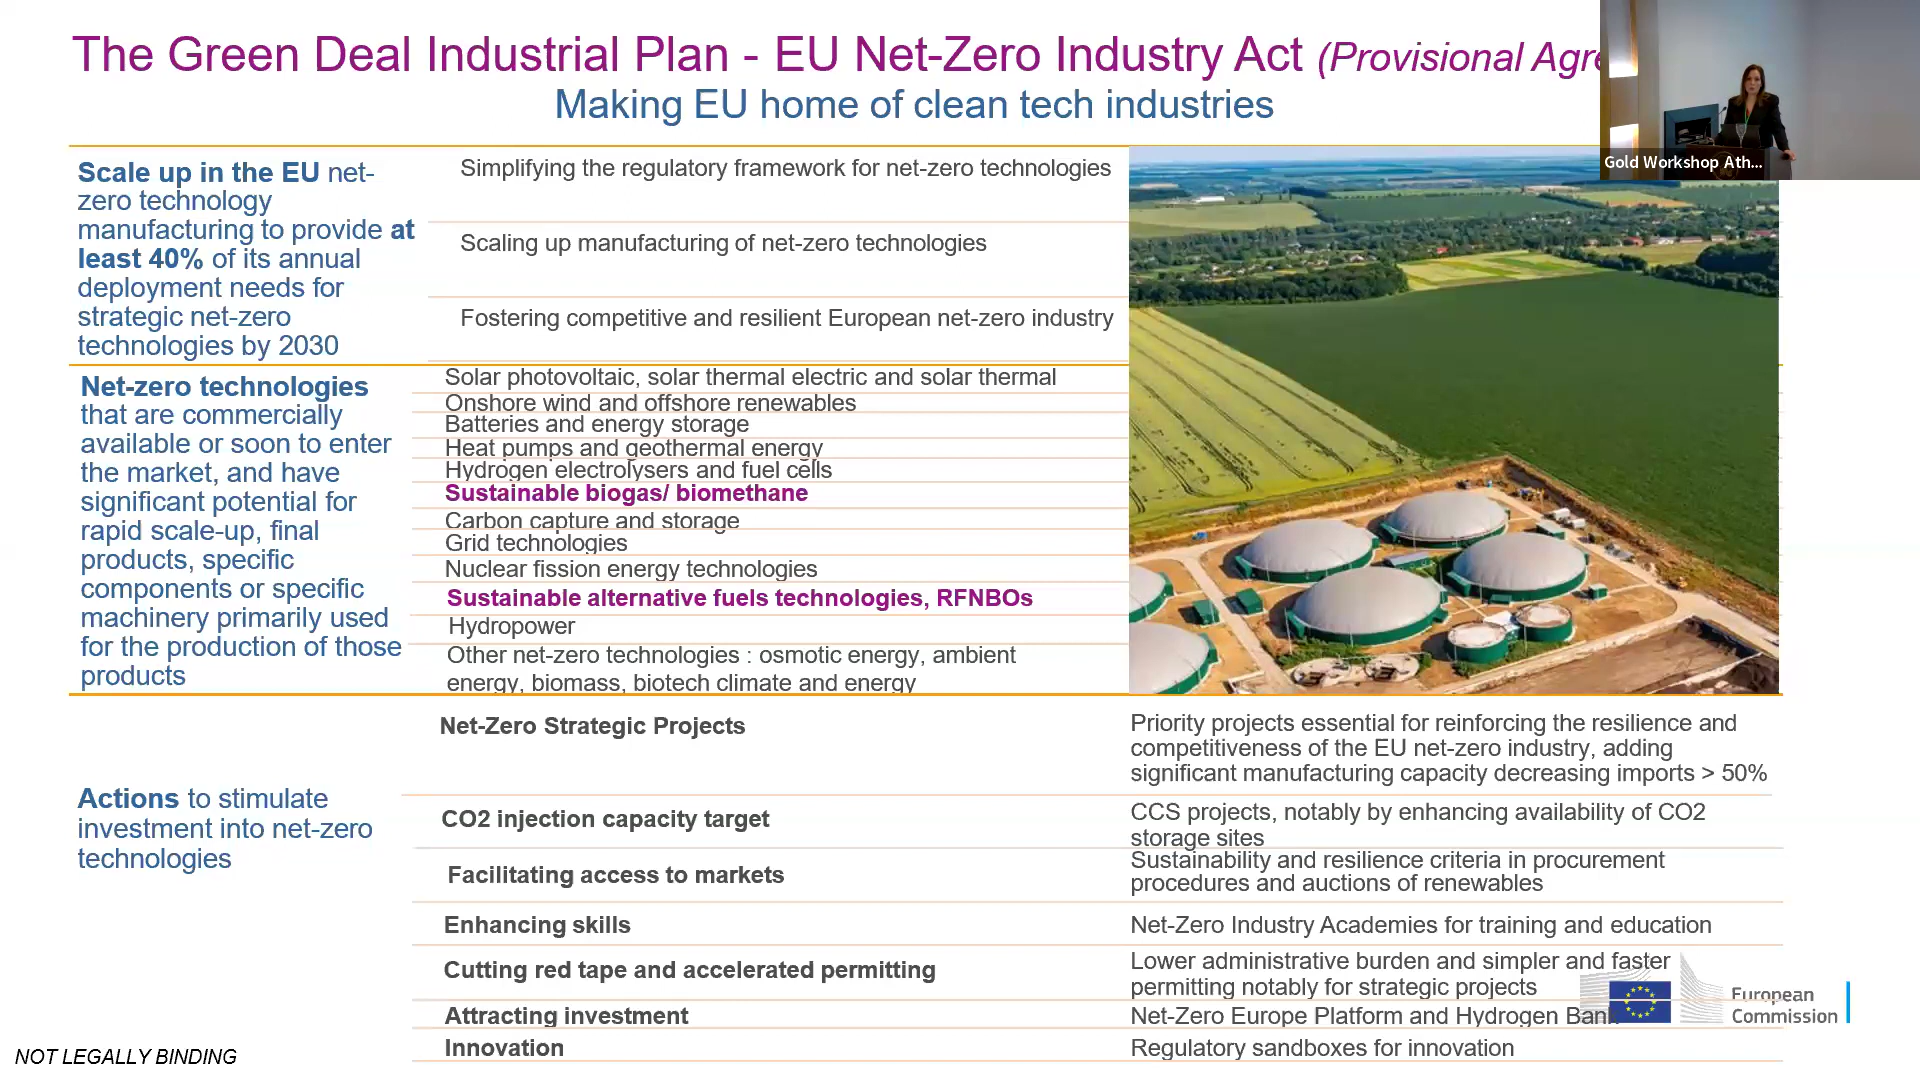 The Green Deal Industrial Plan - EU Net-Zero Industry Act (Provisional
Making EU home of clean tech industries
Gold Workshop Ath...
Scale up in the EU net-
zero technology
manufacturing to provide at
least 40% of its annual
deployment needs for
strategic net-zero
technologies by 2030
Simplifying the regulatory framework for net-zero technologies
Scaling up manufacturing of net-zero technologies
Fostering competitive and resilient European net-zero industry
Net-zero technologies
that are commercially
available or soon to enter
the market, and have
significant potential for
rapid scale-up, final
products, specific
components or specific
machinery primarily used
for the production of those
products
Solar photovoltaic, solar thermal electric and solar thermal
Onshore wind and offshore renewables
Batteries and energy storage
Heat pumps and geothermal energy
Hydrogen electrolysers and fuel cells
Sustainable biogas/ biomethane
Carbon capture and storage
Grid technologies
Nuclear fission energy technologies
Sustainable alternative fuels technologies, RFNBOs
Hydropower
Other net-zero technologies : osmotic energy, ambient
energy, biomass, biotech climate and energy
Actions to stimulate
investment into net-zero
technologies
Net-Zero Strategic Projects
Priority projects essential for reinforcing the resilience and
competitiveness of the EU net-zero industry, adding
significant manufacturing capacity decreasing imports > 50%
CO2 injection capacity target
CCS projects, notably by enhancing availability of CO2
storage sites
Facilitating access to markets
Sustainability and resilience criteria in procurement
procedures and auctions of renewables
Enhancing skills
Net-Zero Industry Academies for training and education
Cutting red tape and accelerated permitting
Lower administrative burden and simpler and faster
permitting notably for strategic projects
Attracting investment
Net-Zero Europe Platform and Hydrogen Bank
Innovation
Regulatory sandboxes for innovation
European
Commission
NOT LEGALLY BINDING